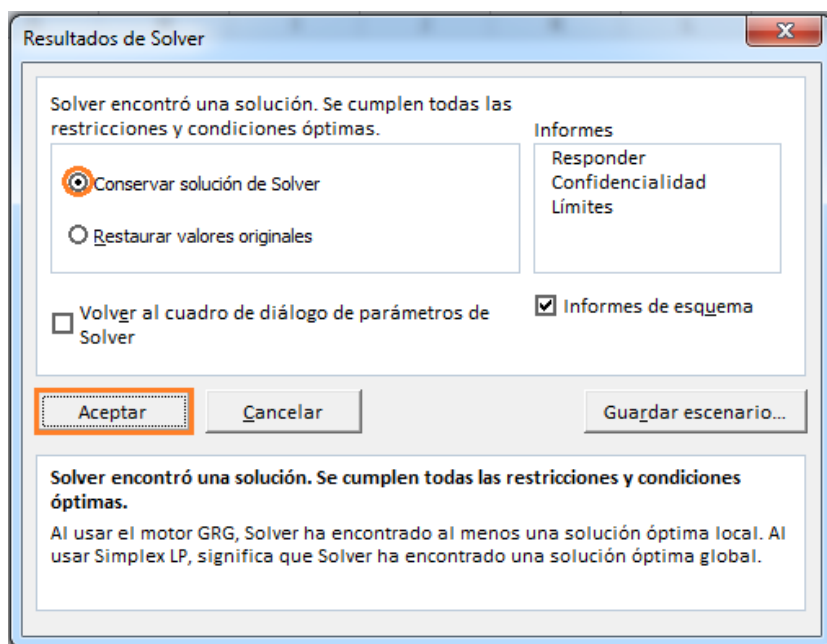 Resultados de Solver
Solver encontró una solución. Se cumplen todas las
restricciones y condiciones óptimas.
Conservar solución de Solver
Restaurar valores originales
Informes
Responder
Confidencialidad
Límites
Volver al cuadro de diálogo de parámetros de
Solver
Informes de esquema
Aceptar
Cancelar
Guardar escenario...
Solver encontró una solución. Se cumplen todas las restricciones y condiciones
óptimas.
Al usar el motor GRG, Solver ha encontrado al menos una solución óptima local. Al
usar Simplex LP, significa que Solver ha encontrado una solución óptima global.